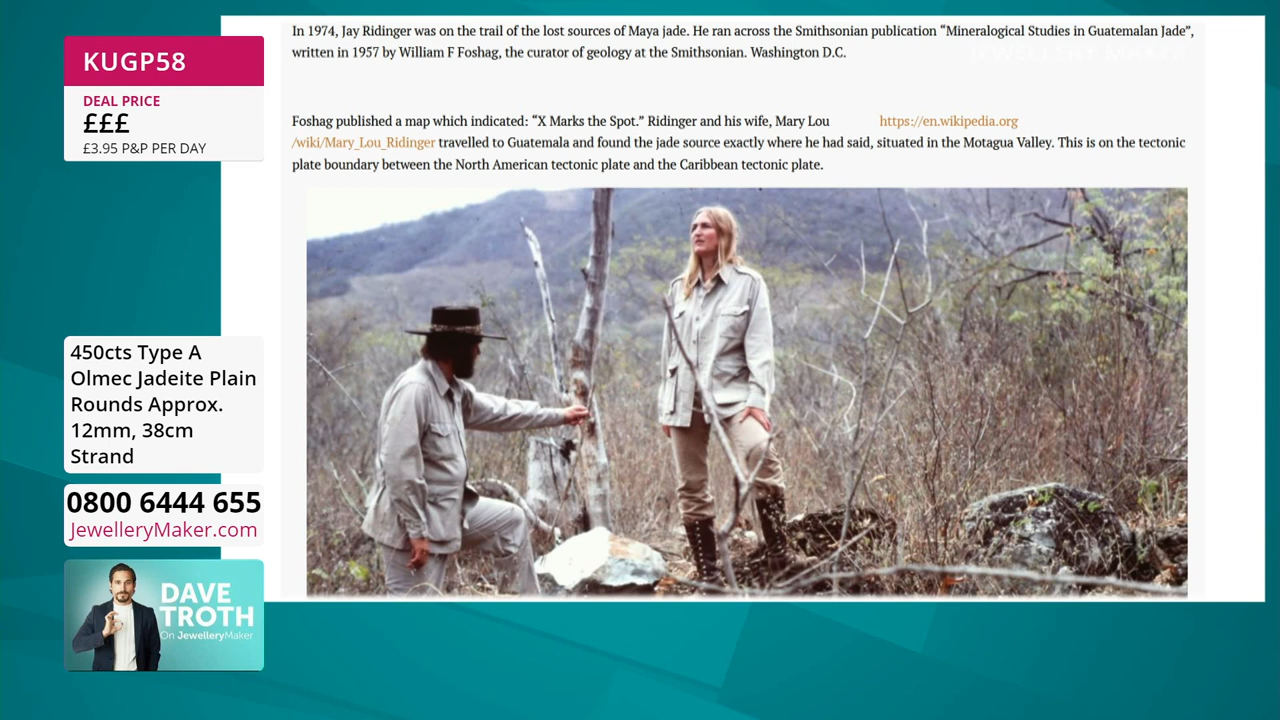 KUGP58
DEAL PRICE
£££
£3.95 P&P PER DAY
450cts Type A
Olmec Jadeite Plain
Rounds Approx.
12mm, 38cm
Strand
0800 6444 655
JewelleryMaker.com
DAVE
TROTH
On JewelleryMaker
In 1974, Jay Ridinger was on the trail of the lost sources of Maya jade. He ran across the Smithsonian publication “Mineralogical Studies in Guatemalan Jade”,
written in 1957 by William F Foshag, the curator of geology at the Smithsonian. Washington D.C.
JEWELLERY MAKER
Foshag published a map which indicated: “X Marks the Spot.” Ridinger and his wife, Mary Lou https://en.wikipedia.org
/wiki/Mary_Lou_Ridinger travelled to Guatemala and found the jade source exactly where he had said, situated in the Motagua Valley. This is on the tectonic
plate boundary between the North American tectonic plate and the Caribbean tectonic plate.